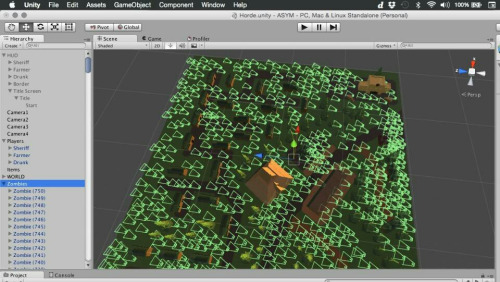 Unity File Edit Assets GameObject Component Window Help 100%
Horde.unity - ASYM - PC, Mac & Linux Standalone (Personal)
Pivot Global
Hierarchy
Create
Scene Game Profiler
Shaded 2D Gizmos
HUD
Sheriff
Farmer
Drunk
Border
Title Screen
Title
Start
Camera1
Camera2
Camera3
Camera4
Players
Sheriff
Farmer
Drunk
Items
WORLD
Zombies
Zombie (750)
Zombie (749)
Zombie (748)
Zombie (747)
Zombie (746)
Zombie (745)
Zombie (744)
Zombie (743)
Zombie (742)
Zombie (741)
Zombie (740)
Persp
Project Console